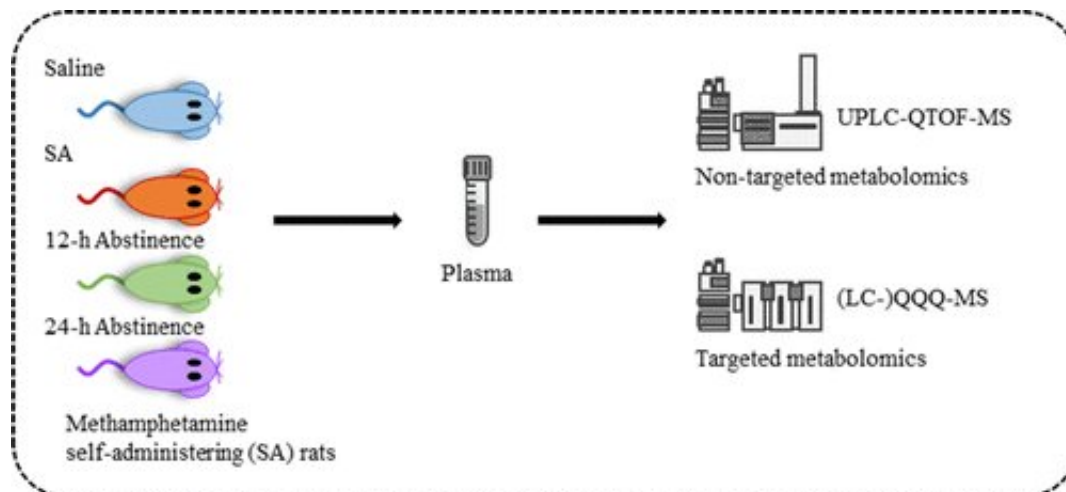 Saline
SA
12-h Abstinence
24-h Abstinence
Methamphetamine
self-administering (SA) rats
Plasma
UPLC-QTOF-MS
Non-targeted metabolomics
(LC-)QQQ-MS
Targeted metabolomics